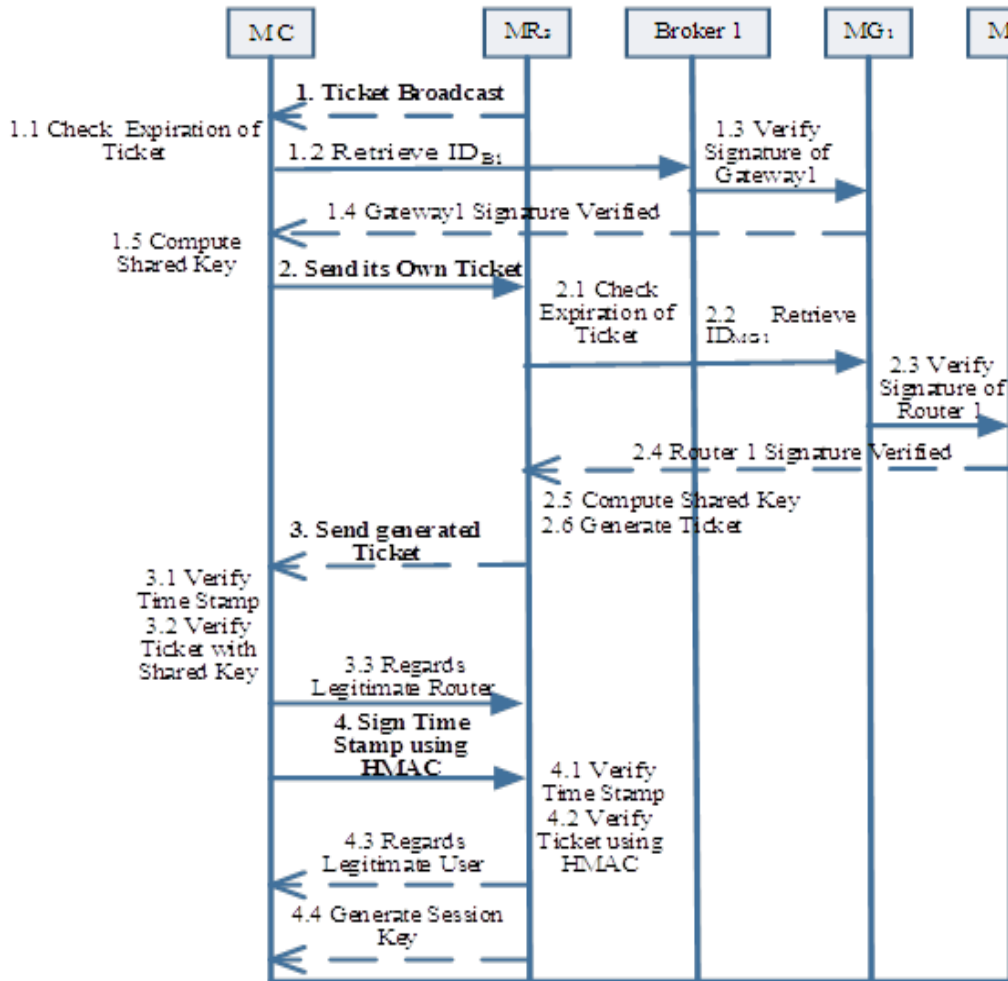 MC
MR₂
Broker 1
MG₁
M
1. Ticket Broadcast
1.1 Check Expiration of
Ticket
1.2 Retrieve ID_B1
1.3 Verify
Signature of
Gateway1
1.4 Gateway1 Signature Verified
1.5 Compute
Shared Key
2. Send its Own Ticket
2.1 Check
Expiration of
Ticket
2.2 Retrieve
ID_MG1
2.3 Verify
Signature of
Router 1
2.4 Router 1 Signature Verified
2.5 Compute Shared Key
2.6 Generate Ticket
3. Send generated
Ticket
3.1 Verify
Time Stamp
3.2 Verify
Ticket with
Shared Key
3.3 Regards
Legitimate Router
4. Sign Time
Stamp using
HMAC
4.1 Verify
Time Stamp
4.2 Verify
Ticket using
HMAC
4.3 Regards
Legitimate User
4.4 Generate Session
Key